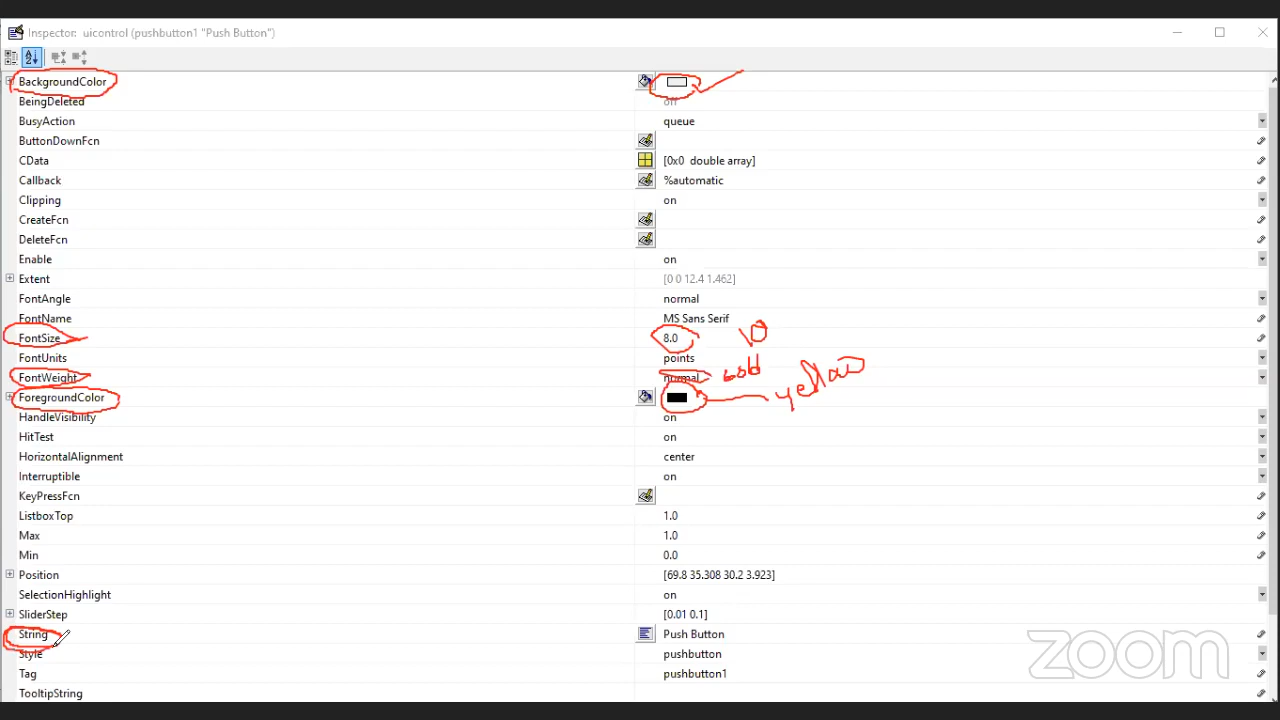 Inspector: uicontrol (pushbutton1 "Push Button")
BackgroundColor
BeingDeleted off
BusyAction queue
ButtonDownFcn
CData [0x0 double array]
Callback %automatic
Clipping on
CreateFcn
DeleteFcn
Enable on
Extent [0 0 12.4 1.462]
FontAngle normal
FontName MS Sans Serif
FontSize 8.0 10
FontUnits points
FontWeight normal bold
ForegroundColor yellow
HandleVisibility on
HitTest on
HorizontalAlignment center
Interruptible on
KeyPressFcn
ListboxTop 1.0
Max 1.0
Min 0.0
Position [69.8 35.308 30.2 3.923]
SelectionHighlight on
SliderStep [0.01 0.1]
String Push Button
Style pushbutton
Tag pushbutton1
TooltipString
zoom